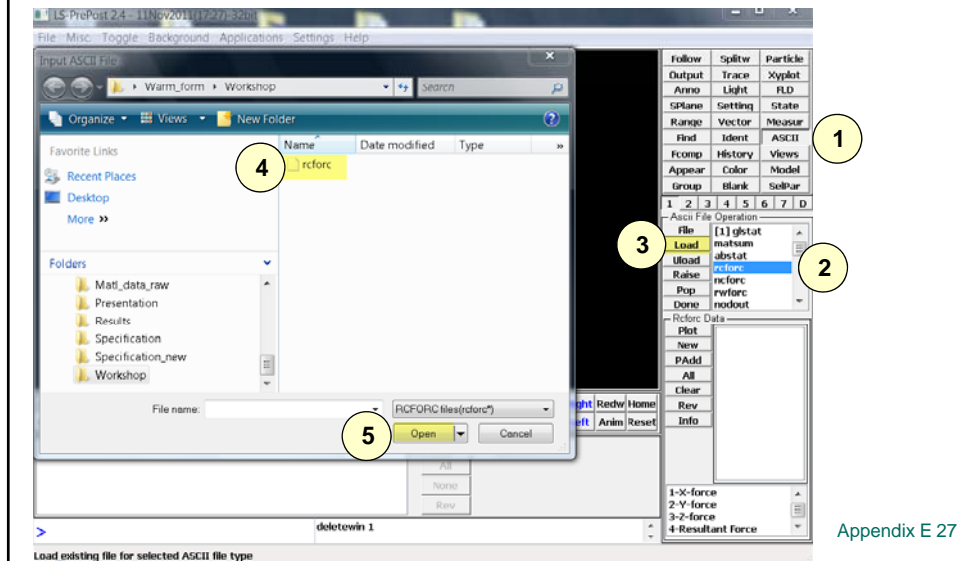 LS-PrePost 2.4 - 11Nov2011(17:27)-32bit
File Misc. Toggle Background Applications Settings Help
Input ASCII File
Warm_form Workshop
Search
Organize Views New Folder
Favorite Links
Recent Places
Desktop
More »
Folders
Matl_data_raw
Presentation
Results
Specification
Specification_new
Workshop
Name Date modified Type »
rcforc
4
File name:
RCFORC files(rcforc*)
5
Open Cancel
Follow Splitw Particle
Output Trace Xyplot
Anno Light FLD
SPlane Setting State
Range Vector Measur
Find Ident ASCII
1
Fcomp History Views
Appear Color Model
Group Blank SelPar
1 2 3 4 5 6 7 D
Ascii File Operation
File
Load
Uload
Raise
Pop
Done
3
[1] glstat
matsum
abstat
rcforc
ncforc
rwforc
nodout
2
Rcforc Data
Plot
New
PAdd
All
Clear
Rev
Info
ght Redw Home
eft Anim Reset
All
None
Rev
1-X-force
2-Y-force
3-Z-force
4-Resultant Force
>
deletewin 1
Load existing file for selected ASCII file type
Appendix E 27